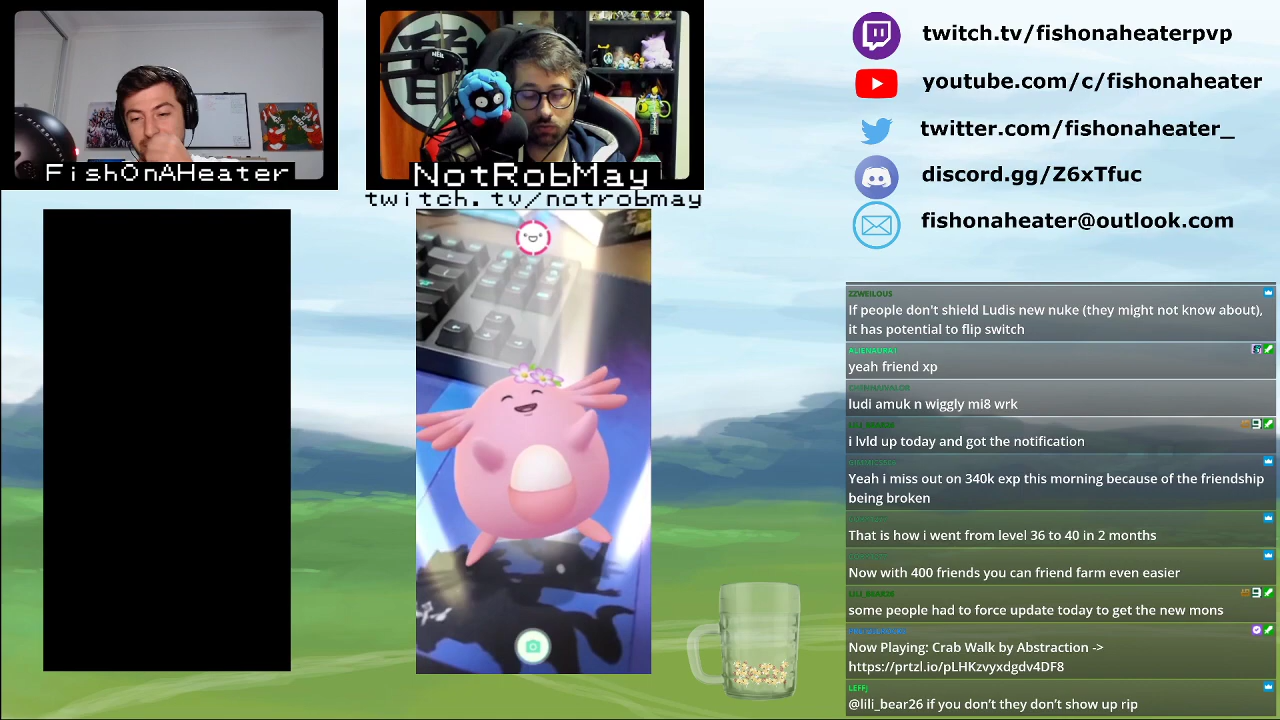 FishOnAHeater
NotRobMay
twitch.tv/notrobmay
twitch.tv/fishonaheaterpvp
youtube.com/c/fishonaheater
twitter.com/fishonaheater_
discord.gg/Z6xTfuc
fishonaheater@outlook.com
ZZWEILOUS
If people don't shield Ludis new nuke (they might not know about),
it has potential to flip switch
yeah friend xp
ludi amuk n wiggly mi8 wrk
LILI_BEAR26
i lvld up today and got the notification
Yeah i miss out on 340k exp this morning because of the friendship
being broken
That is how i went from level 36 to 40 in 2 months
Now with 400 friends you can friend farm even easier
LILI_BEAR26
some people had to force update today to get the new mons
Now Playing: Crab Walk by Abstraction ->
https://prtzl.io/pLHKzvyxdgdv4DF8
LEFFJ
@lili_bear26 if you don't they don't show up rip